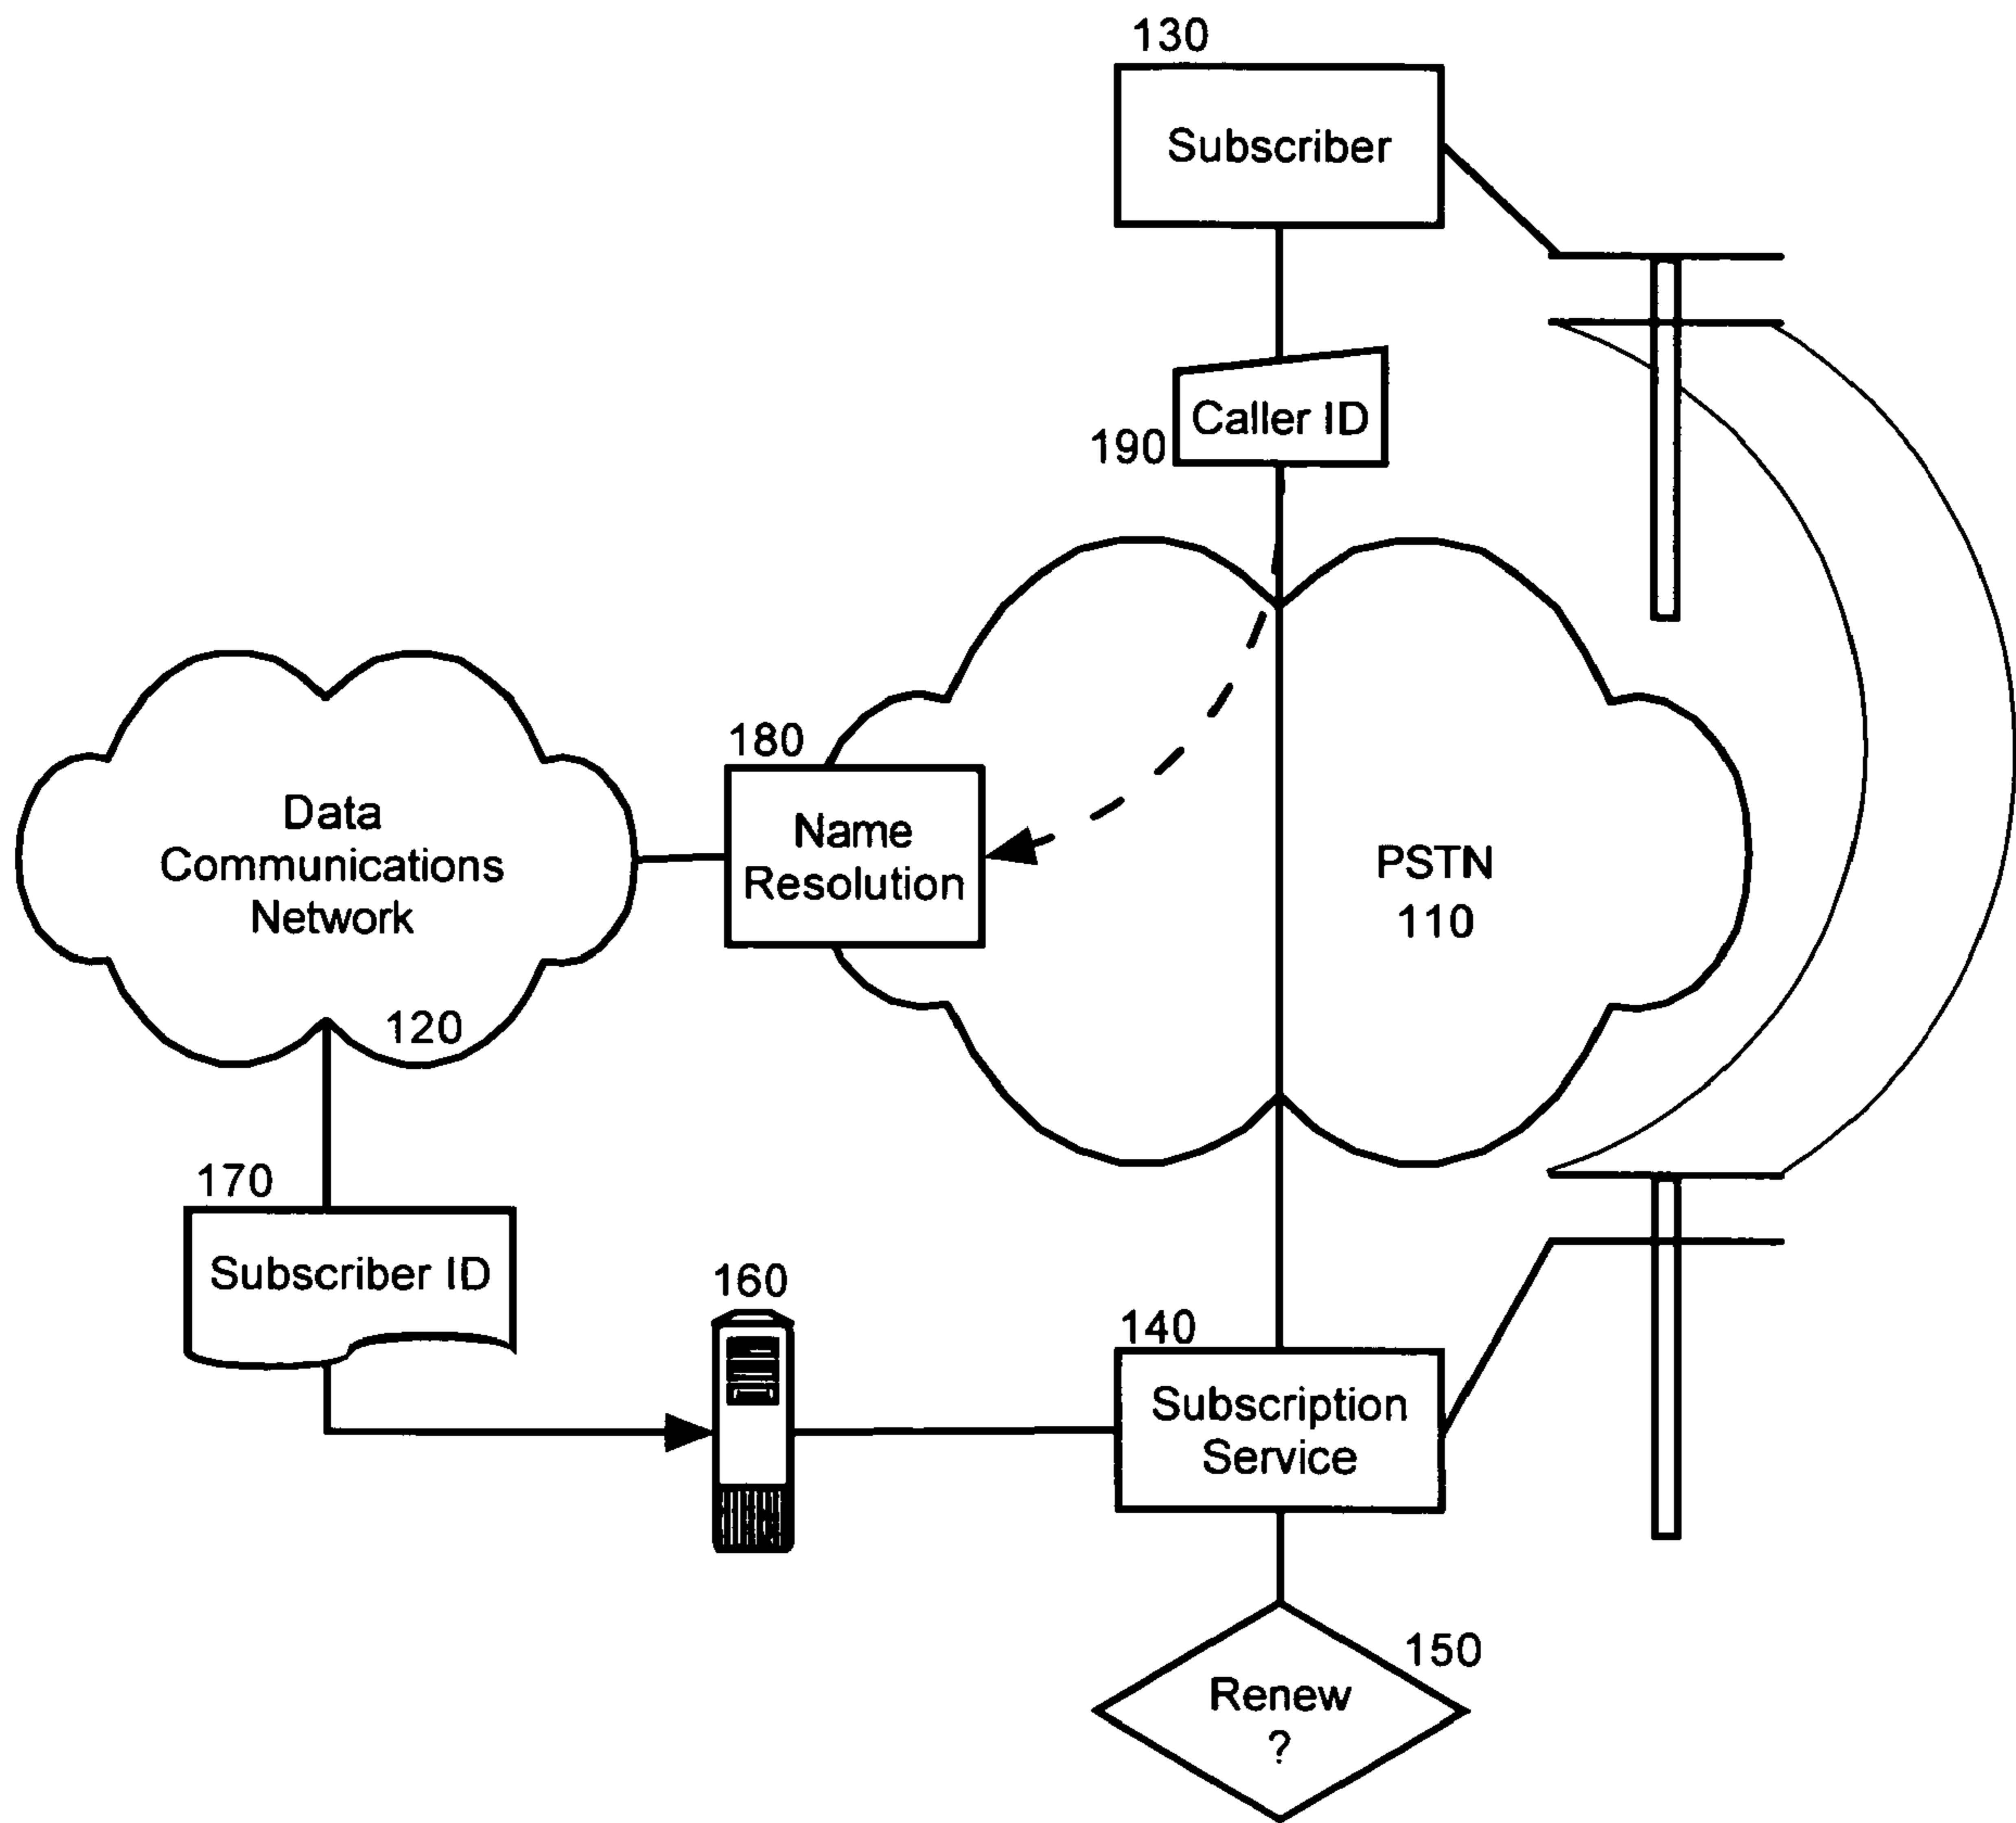 130
Subscriber
Caller ID
190
180
Name
Resolution
Data
Communications
Network
120
PSTN
110
170
Subscriber ID
160
140
Subscription
Service
150
Renew
?